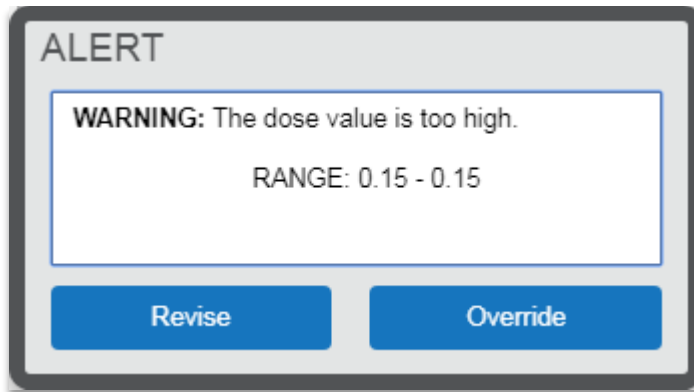 ALERT
WARNING: The dose value is too high.
RANGE: 0.15 - 0.15
Revise
Override